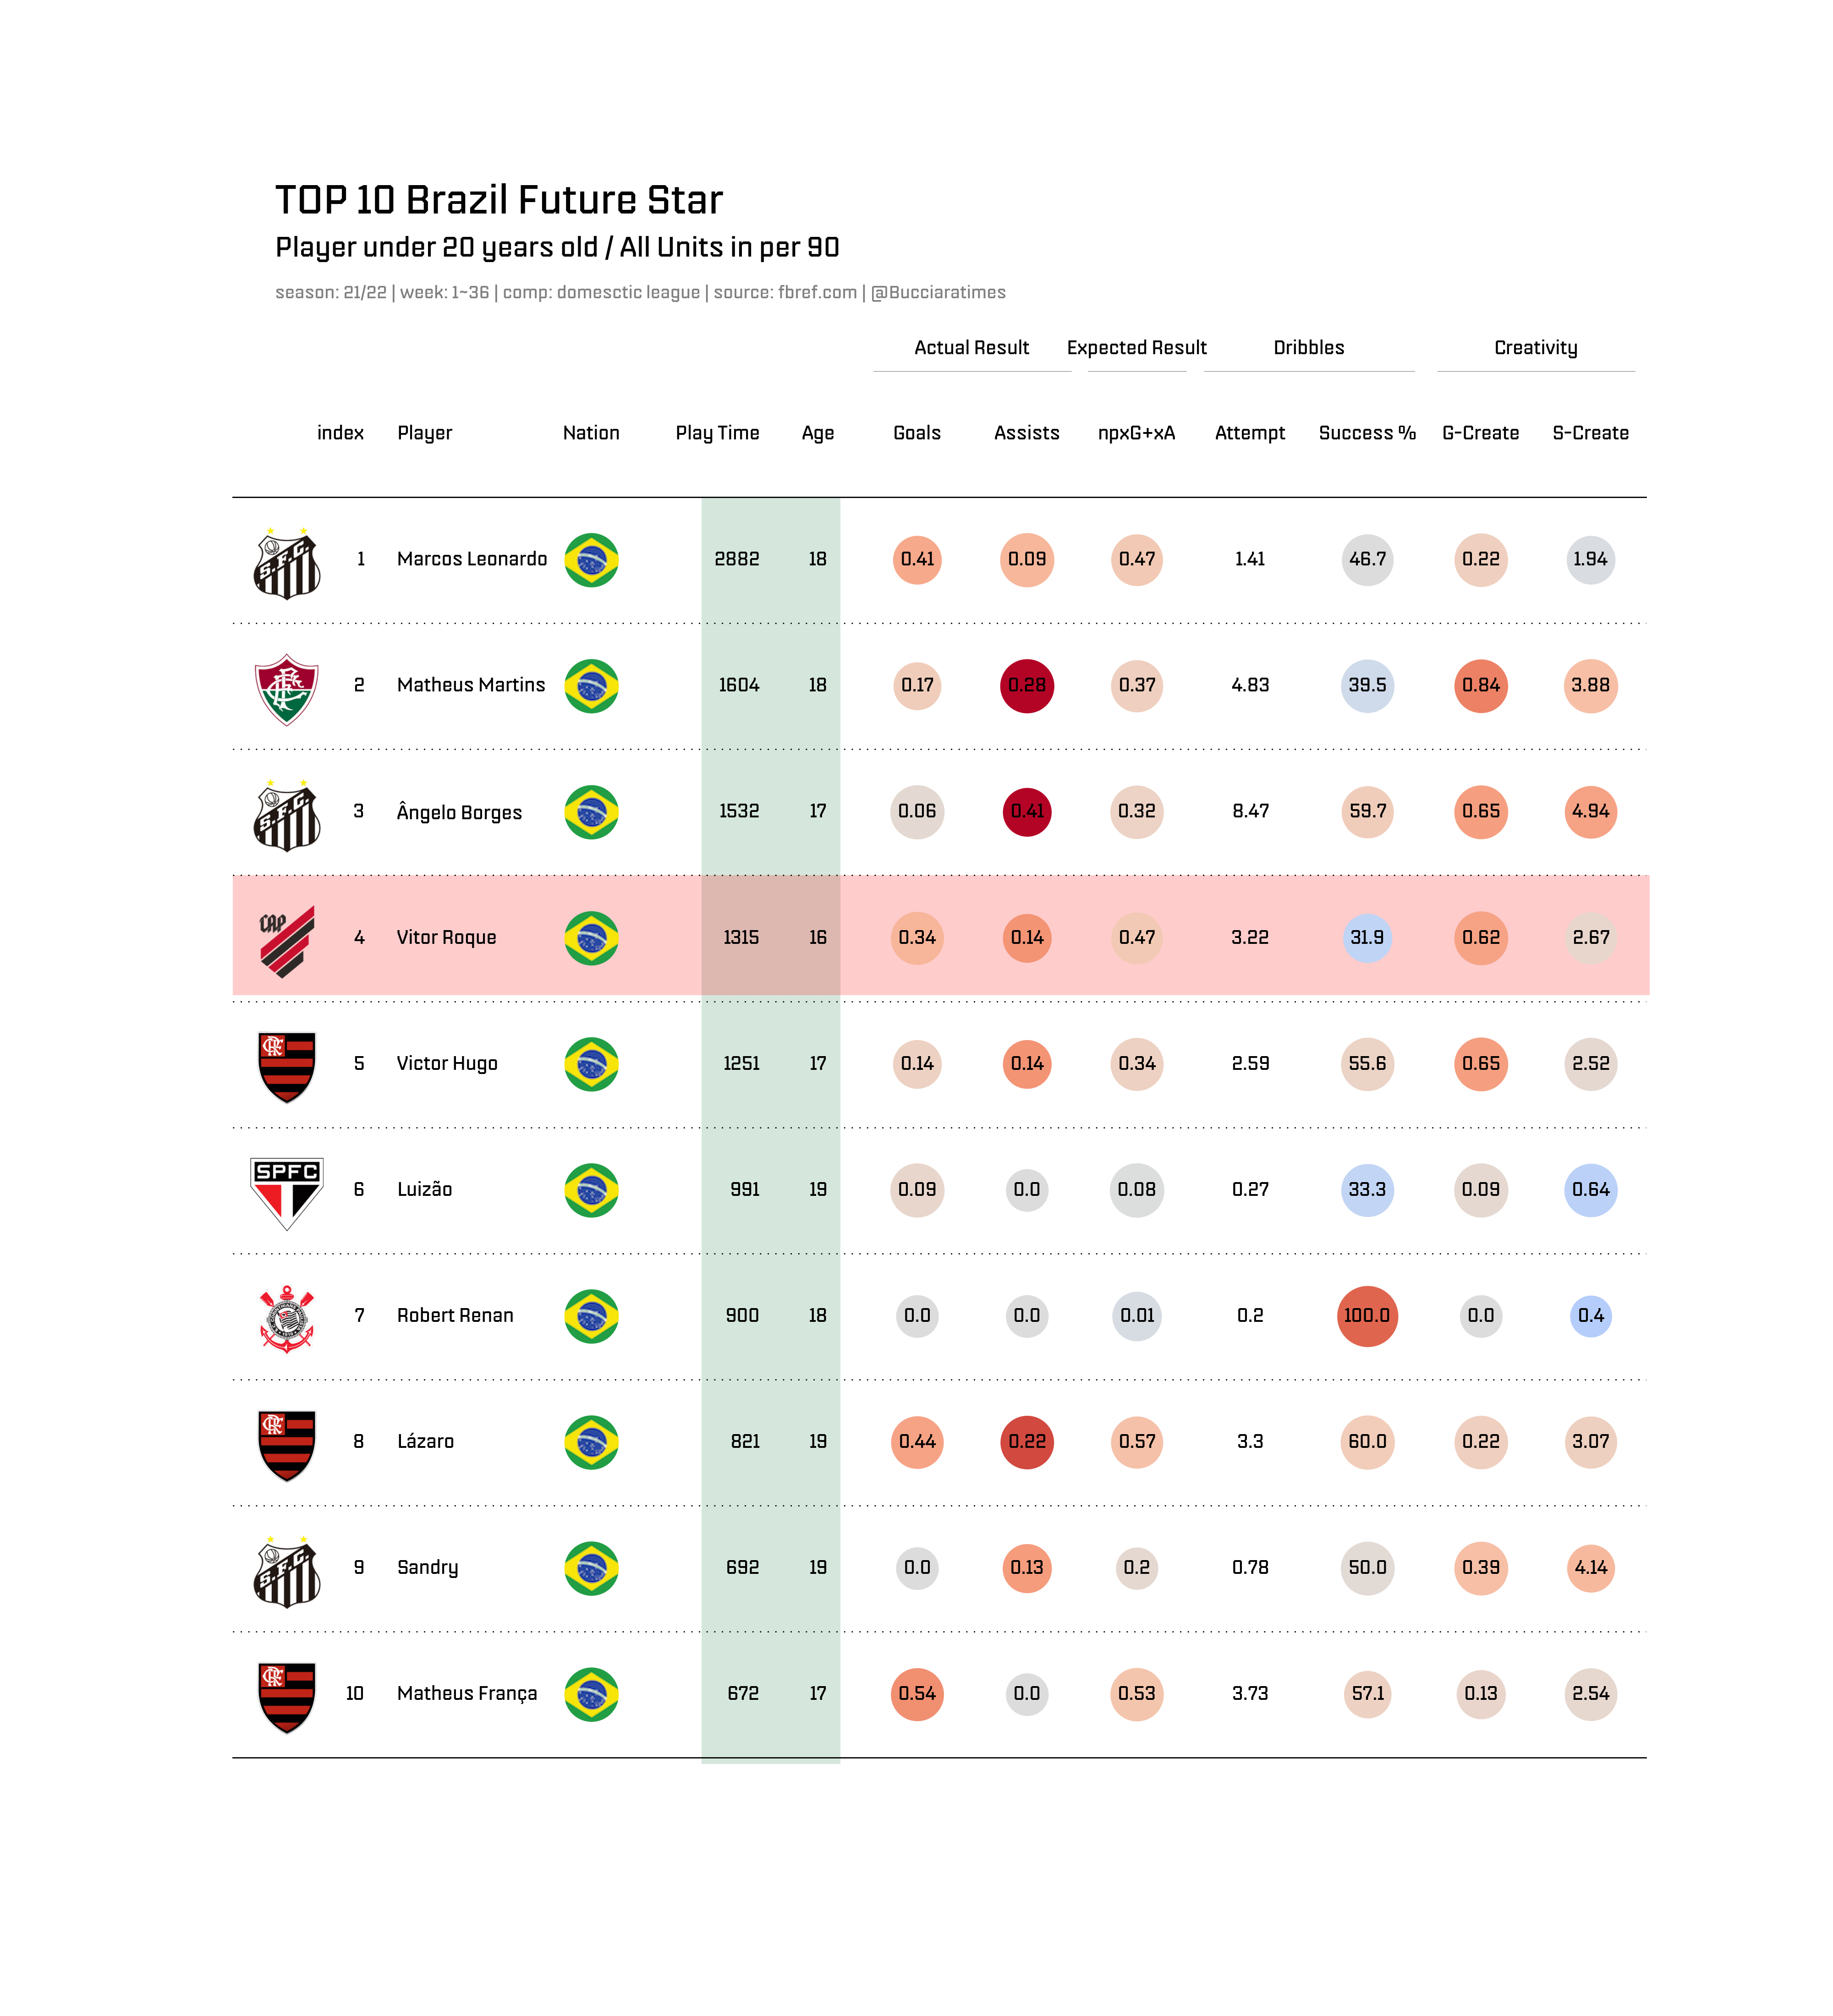 TOP 10 Brazil Future Star
Player under 20 years old / All Units in per 90
season: 21/22 | week: 1~36 | comp: domesctic league | source: fbref.com | @Bucciaratimes
Actual Result Expected Result Dribbles Creativity
index Player Nation Play Time Age Goals Assists npxG+xA Attempt Success % G-Create S-Create
S.F.C. 1 Marcos Leonardo 2882 18 0.41 0.09 0.47 1.41 46.7 0.22 1.94
2 Matheus Martins 1604 18 0.17 0.28 0.37 4.83 39.5 0.84 3.88
S.F.C. 3 Ângelo Borges 1532 17 0.06 0.41 0.32 8.47 59.7 0.65 4.94
CAP 4 Vitor Roque 1315 16 0.34 0.14 0.47 3.22 31.9 0.62 2.67
5 Victor Hugo 1251 17 0.14 0.14 0.34 2.59 55.6 0.65 2.52
SPFC 6 Luizão 991 19 0.09 0.0 0.08 0.27 33.3 0.09 0.64
7 Robert Renan 900 18 0.0 0.0 0.01 0.2 100.0 0.0 0.4
8 Lázaro 821 19 0.44 0.22 0.57 3.3 60.0 0.22 3.07
S.F.C. 9 Sandry 692 19 0.0 0.13 0.2 0.78 50.0 0.39 4.14
10 Matheus França 672 17 0.54 0.0 0.53 3.73 57.1 0.13 2.54